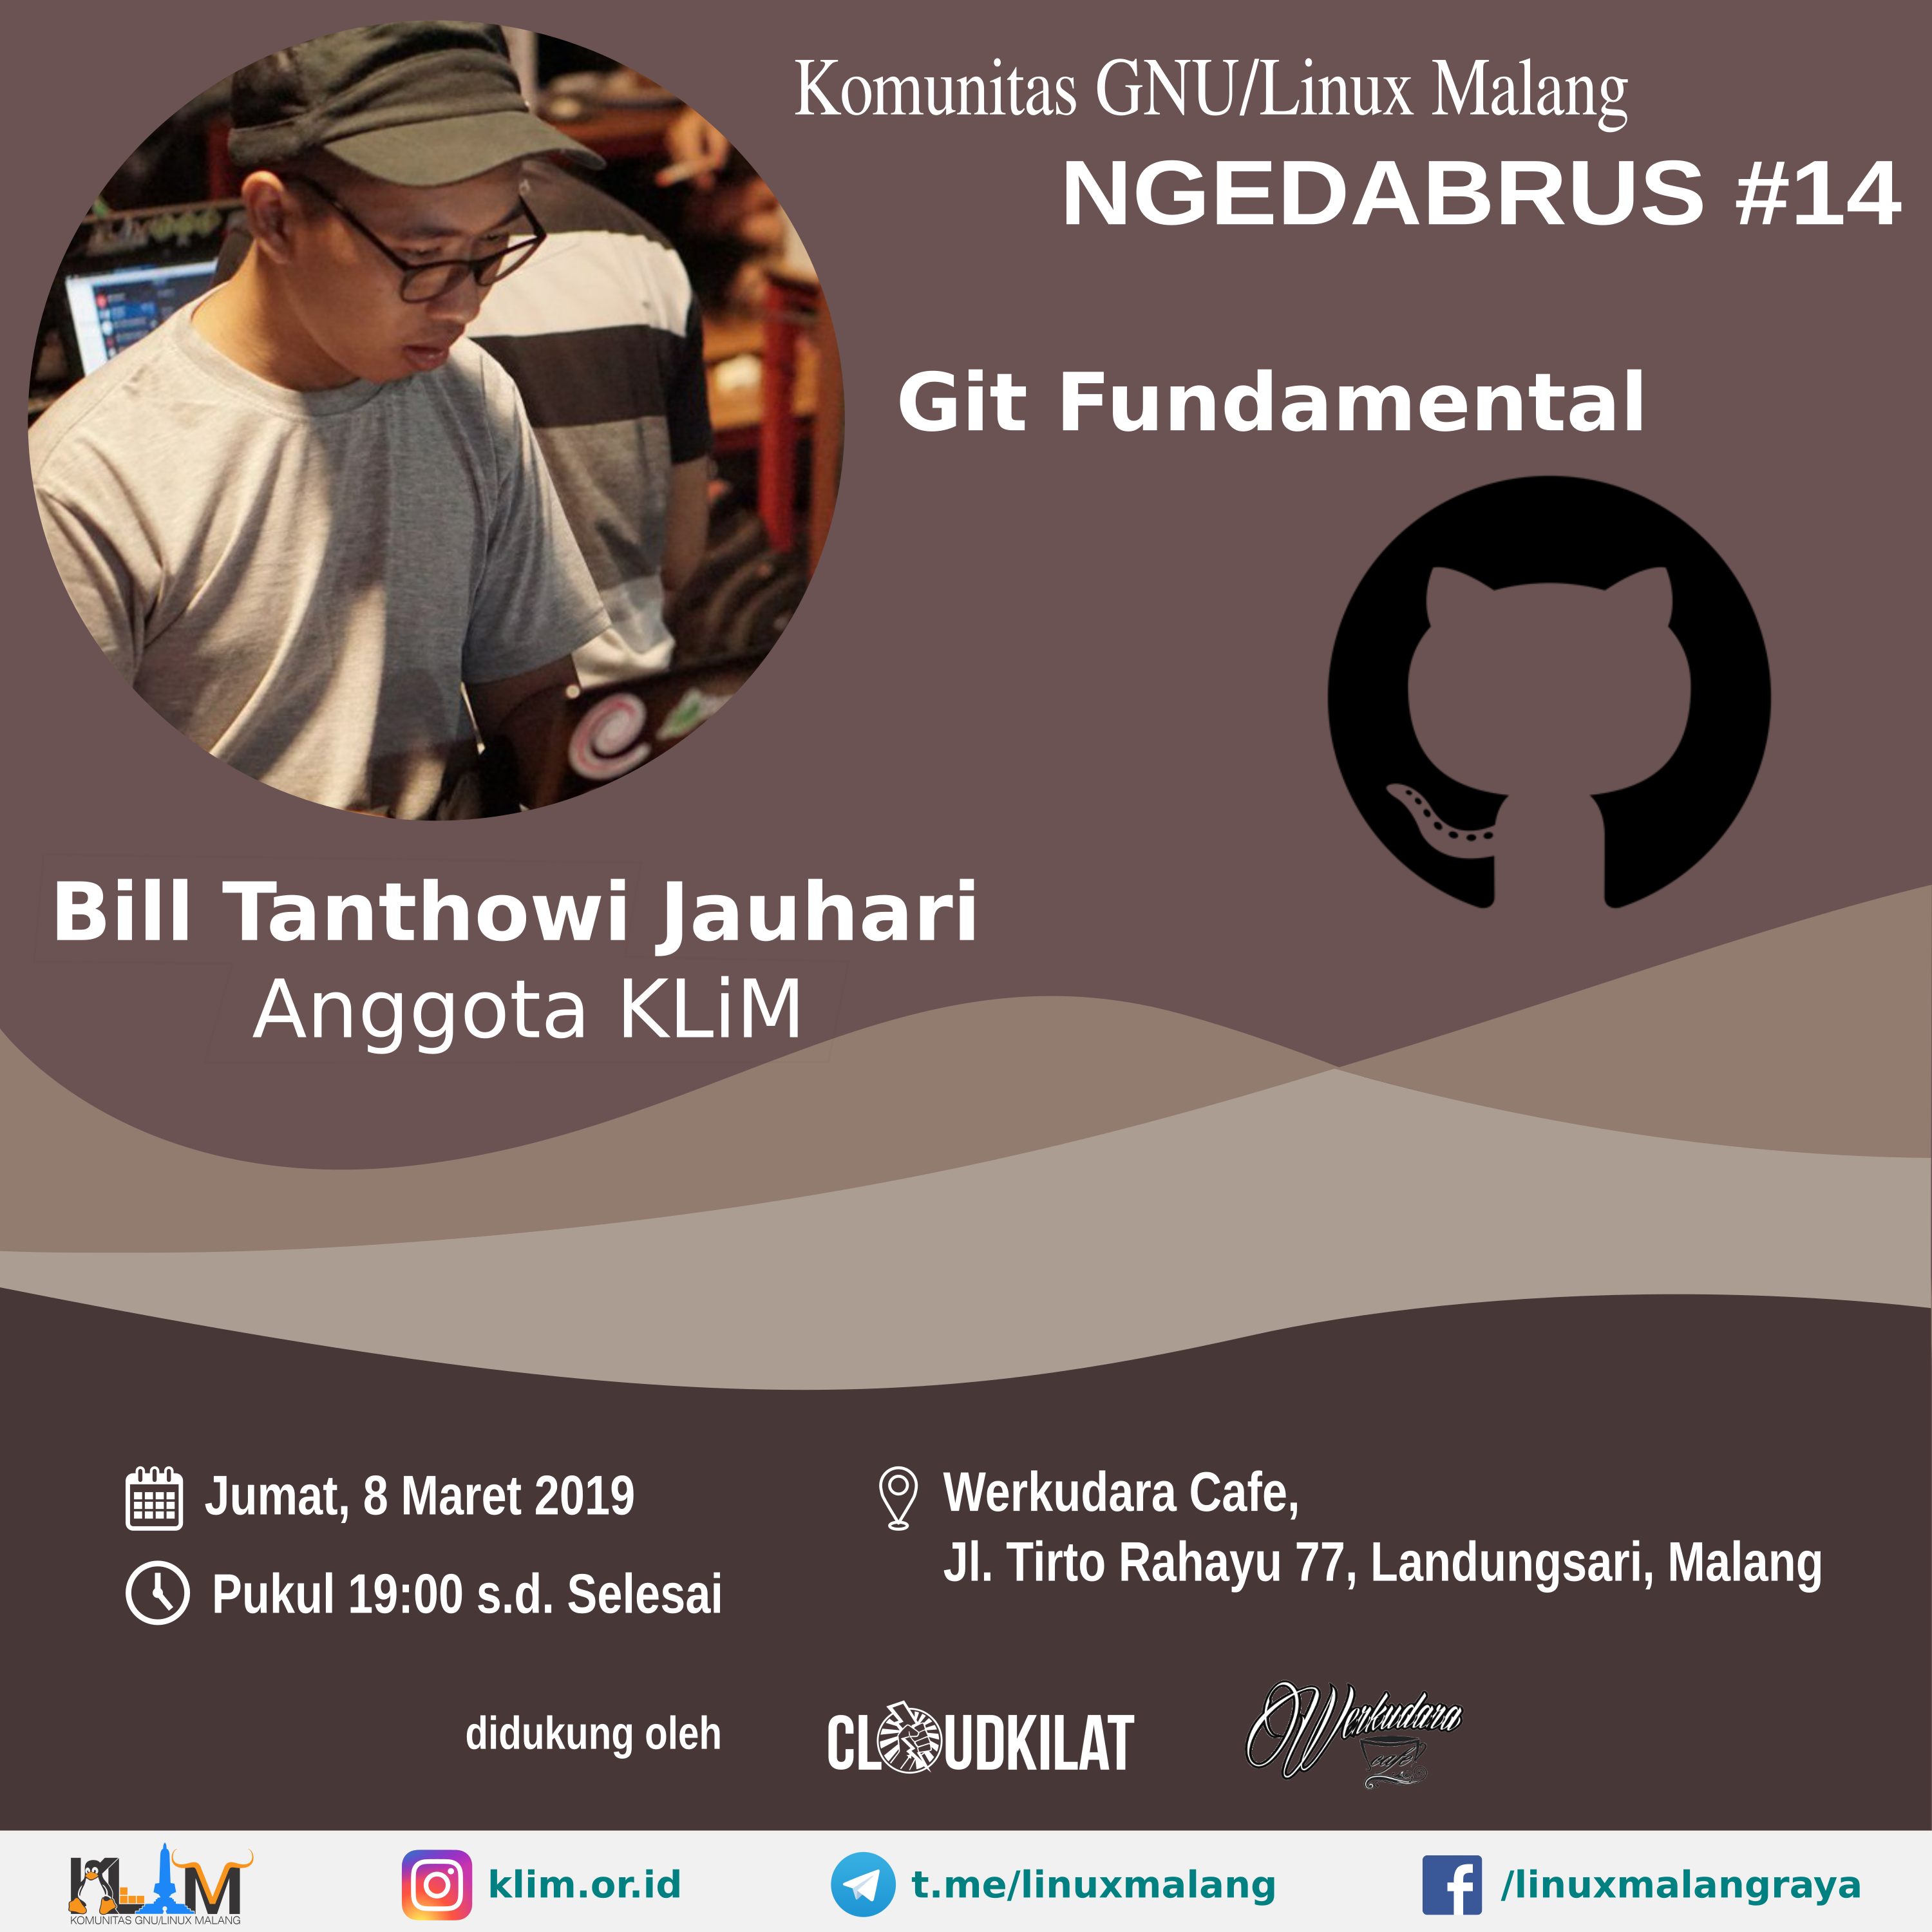 Komunitas GNU/Linux Malang
NGEDABRUS #14
Git Fundamental
Bill Tanthowi Jauhari
Anggota KLiM
Jumat, 8 Maret 2019
Pukul 19:00 s.d. Selesai
Werkudara Cafe,
Jl. Tirto Rahayu 77, Landungsari, Malang
didukung oleh
CLOUDKILAT
Werkudara
cafe
KLiM
KOMUNITAS GNU/LINUX MALANG
klim.or.id
t.me/linuxmalang
/linuxmalangraya